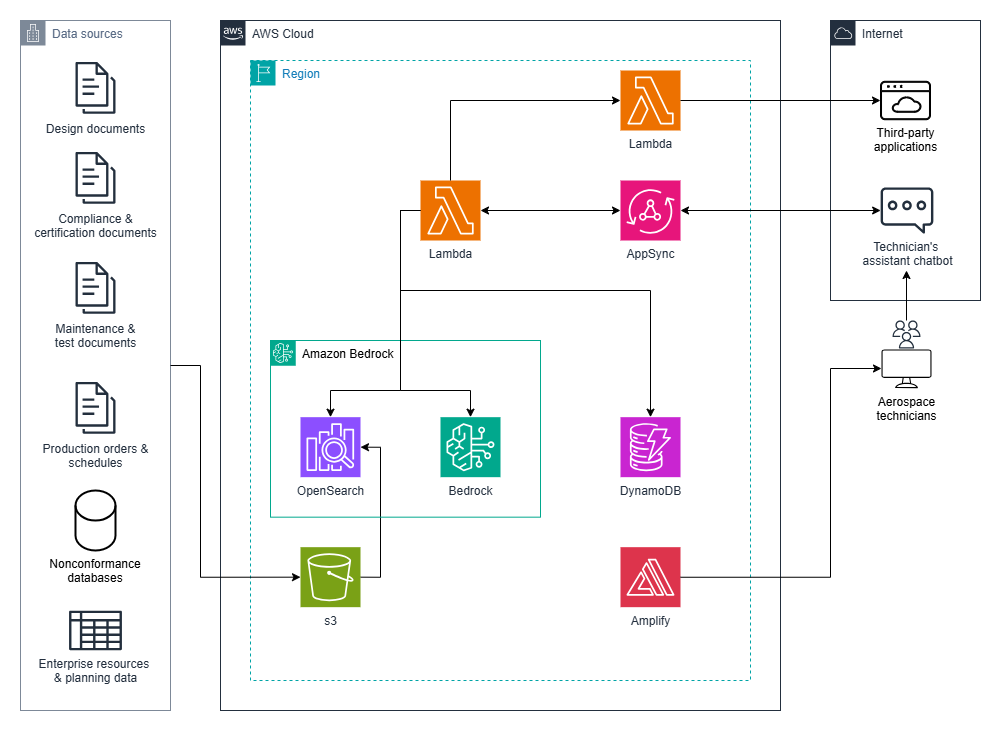 Data sources
Design documents
Compliance &
certification documents
Maintenance &
test documents
Production orders &
schedules
Nonconformance
databases
Enterprise resources
& planning data
aws
AWS Cloud
Region
Lambda
Lambda
AppSync
Amazon Bedrock
OpenSearch
Bedrock
DynamoDB
s3
Amplify
Internet
Third-party
applications
Technician's
assistant chatbot
Aerospace
technicians